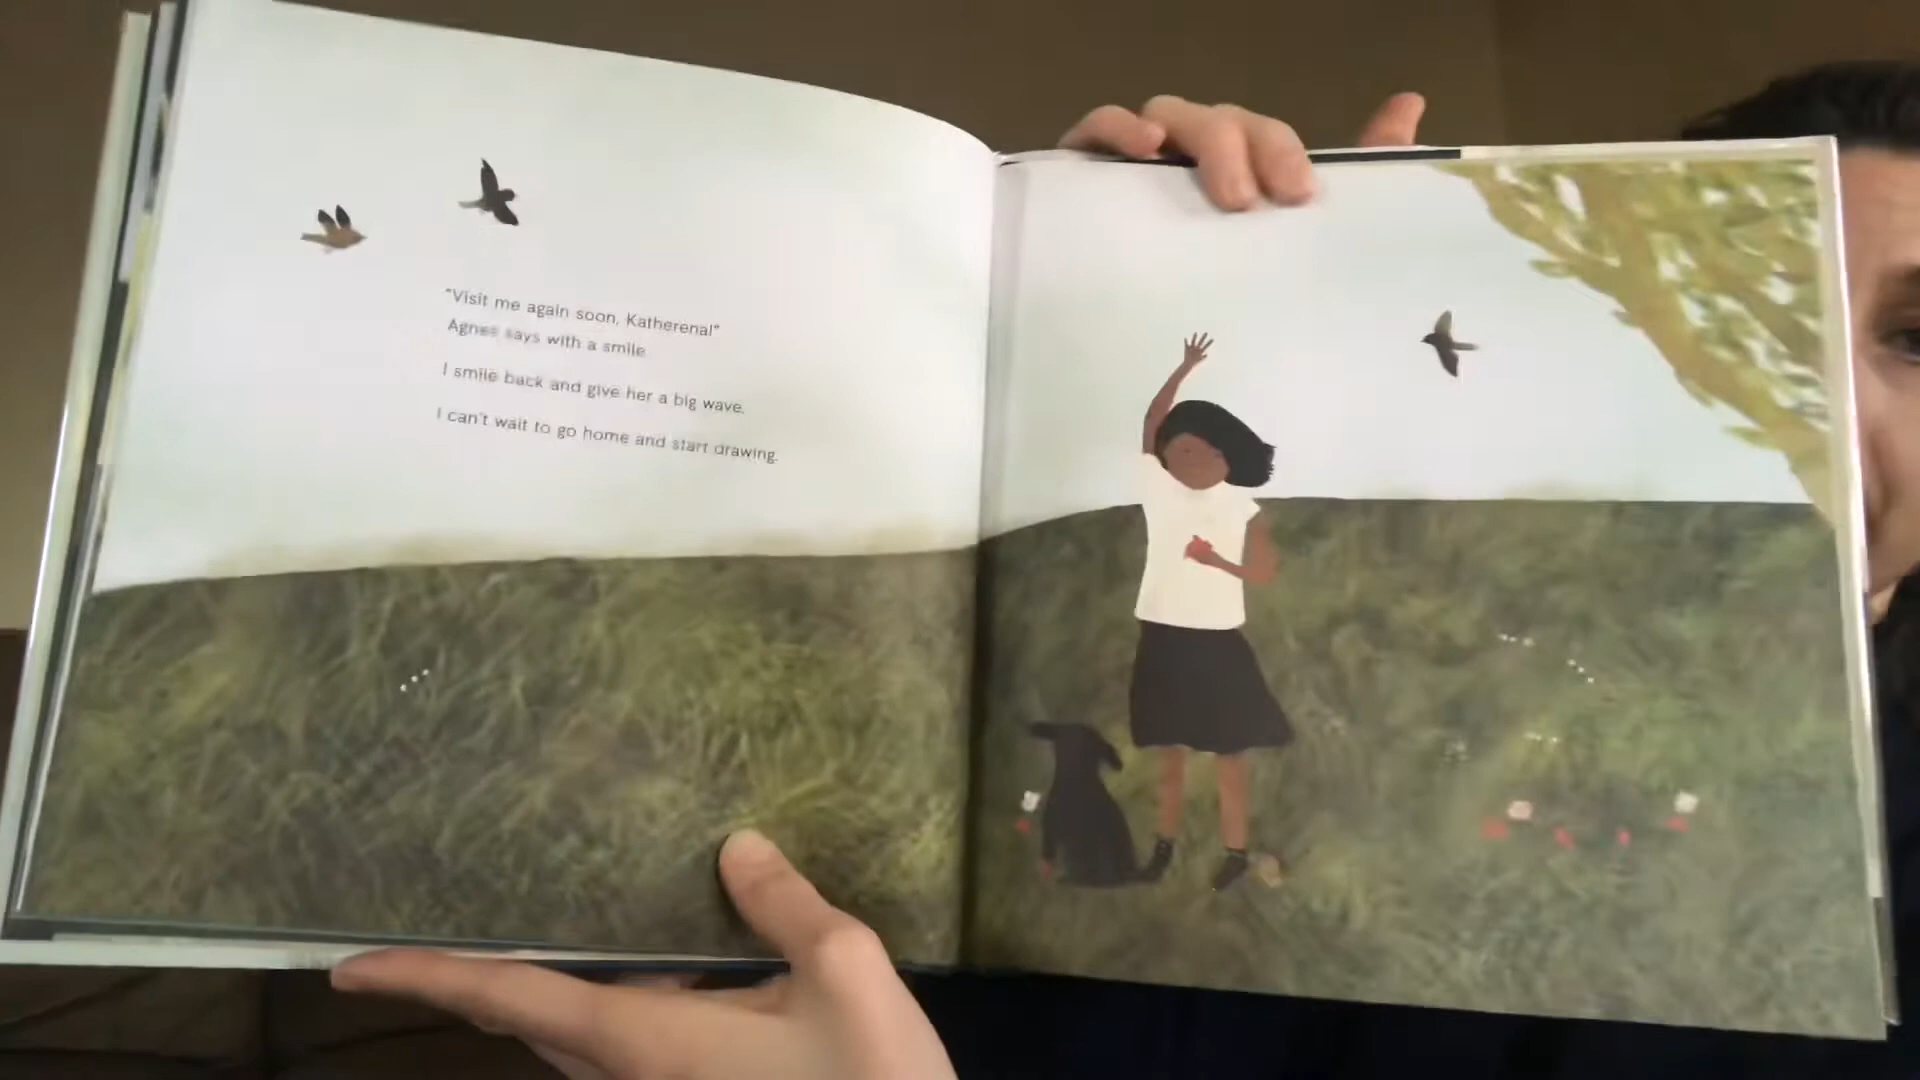 "Visit me again soon, Katherena!"
Agnes says with a smile.
I smile back and give her a big wave.
I can't wait to go home and start drawing.